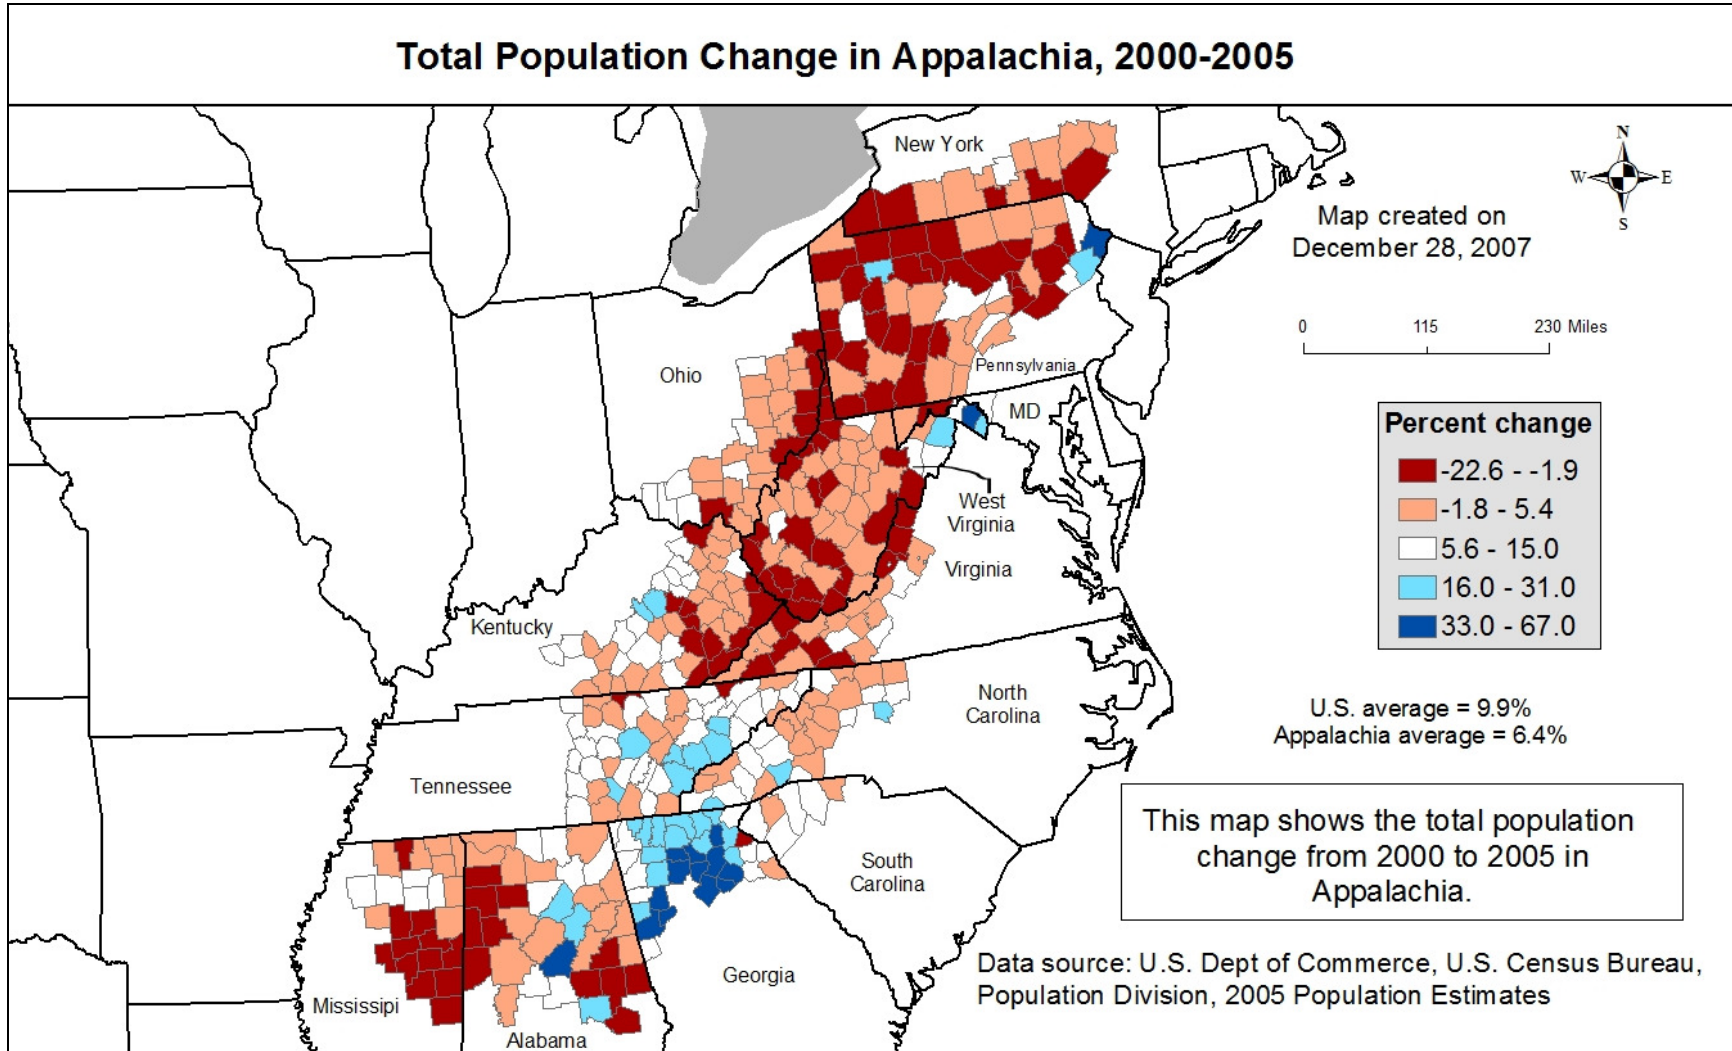 Total Population Change in Appalachia, 2000-2005
New York
N
W
E
S
Map created on
December 28, 2007
0
115
230 Miles
Ohio
Pennsylvania
MD
Percent change
-22.6 - -1.9
-1.8 - 5.4
5.6 - 15.0
16.0 - 31.0
33.0 - 67.0
West
Virginia
Virginia
Kentucky
North
Carolina
U.S. average = 9.9%
Appalachia average = 6.4%
Tennessee
This map shows the total population
change from 2000 to 2005 in
Appalachia.
South
Carolina
Georgia
Mississipi
Alabama
Data source: U.S. Dept of Commerce, U.S. Census Bureau,
Population Division, 2005 Population Estimates